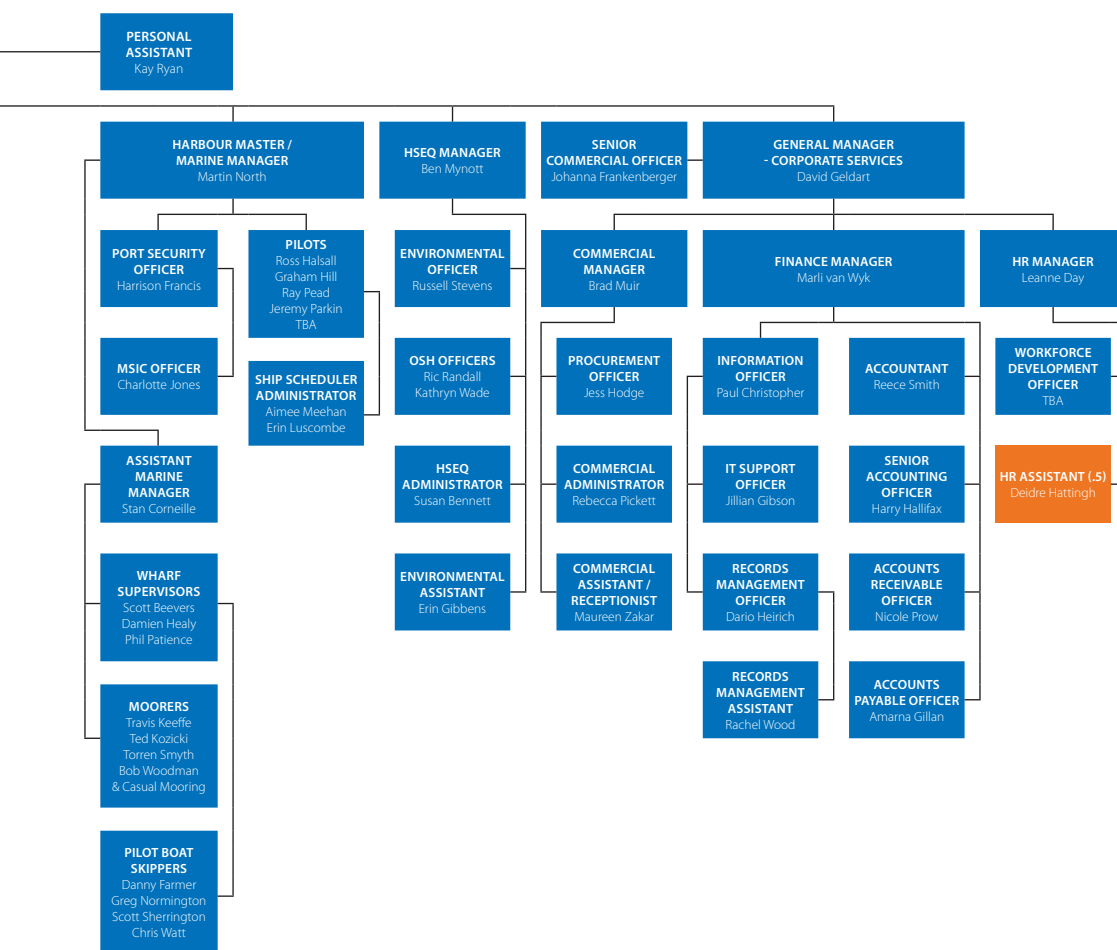 PERSONAL
ASSISTANT
Kay Ryan
HARBOUR MASTER /
MARINE MANAGER
Martin North
HSEQ MANAGER
Ben Mynott
SENIOR
COMMERCIAL OFFICER
Johanna Frankenberger
GENERAL MANAGER
- CORPORATE SERVICES
David Geldart
PORT SECURITY
OFFICER
Harrison Francis
PILOTS
Ross Halsall
Graham Hill
Ray Pead
Jeremy Parkin
TBA
ENVIRONMENTAL
OFFICER
Russell Stevens
COMMERCIAL
MANAGER
Brad Muir
FINANCE MANAGER
Marli van Wyk
HR MANAGER
Leanne Day
MSIC OFFICER
Charlotte Jones
SHIP SCHEDULER
ADMINISTRATOR
Aimee Meehan
Erin Luscombe
OSH OFFICERS
Ric Randall
Kathryn Wade
PROCUREMENT
OFFICER
Jess Hodge
INFORMATION
OFFICER
Paul Christopher
ACCOUNTANT
Reece Smith
WORKFORCE
DEVELOPMENT
OFFICER
TBA
ASSISTANT
MARINE
MANAGER
Stan Corneille
HSEQ
ADMINISTRATOR
Susan Bennett
COMMERCIAL
ADMINISTRATOR
Rebecca Pickett
IT SUPPORT
OFFICER
Jillian Gibson
SENIOR
ACCOUNTING
OFFICER
Harry Hallifax
HR ASSISTANT (.5)
Deidre Hattingh
WHARF
SUPERVISORS
Scott Beevers
Damien Healy
Phil Patience
ENVIRONMENTAL
ASSISTANT
Erin Gibbens
COMMERCIAL
ASSISTANT /
RECEPTIONIST
Maureen Zakar
RECORDS
MANAGEMENT
OFFICER
Dario Heirich
ACCOUNTS
RECEIVABLE
OFFICER
Nicole Prow
MOORERS
Travis Keeffe
Ted Kozicki
Torren Smyth
Bob Woodman
& Casual Mooring
RECORDS
MANAGEMENT
ASSISTANT
Rachel Wood
ACCOUNTS
PAYABLE OFFICER
Amarna Gillan
PILOT BOAT
SKIPPERS
Danny Farmer
Greg Normington
Scott Sherrington
Chris Watt